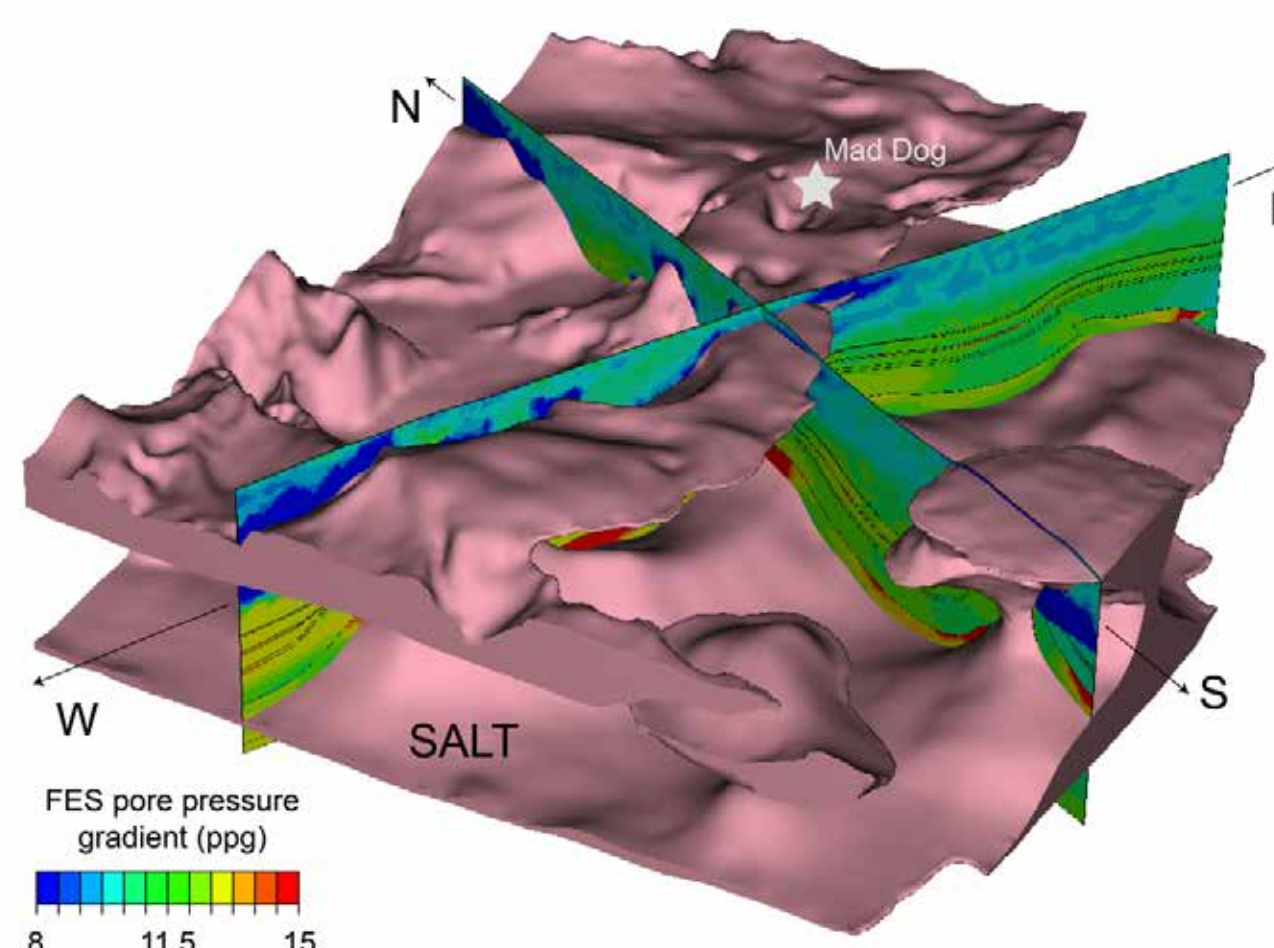 N
Mad Dog
W
S
SALT
FES pore pressure
gradient (ppg)
8 11.5 15